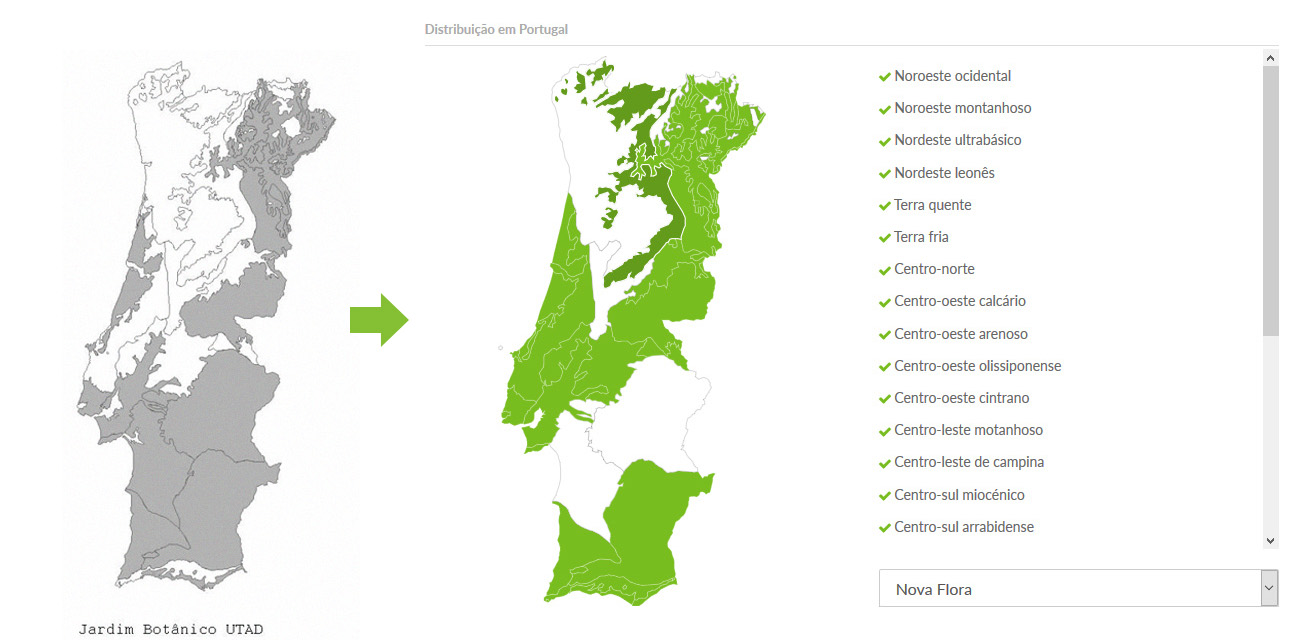 Distribuição em Portugal
Noroeste ocidental
Noroeste montanhoso
Nordeste ultrabásico
Nordeste leonês
Terra quente
Terra fria
Centro-norte
Centro-oeste calcário
Centro-oeste arenoso
Centro-oeste olissiponense
Centro-oeste cintrano
Centro-leste motanhoso
Centro-leste de campina
Centro-sul miocénico
Centro-sul arrabidense
Nova Flora
Jardim Botânico UTAD